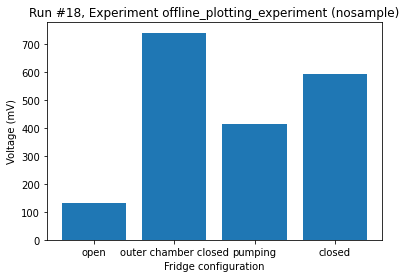 Run #18, Experiment offline_plotting_experiment (nosample)
700
600
500
400
300
200
100
0
Voltage (mV)
open outer chamber closed pumping closed
Fridge configuration